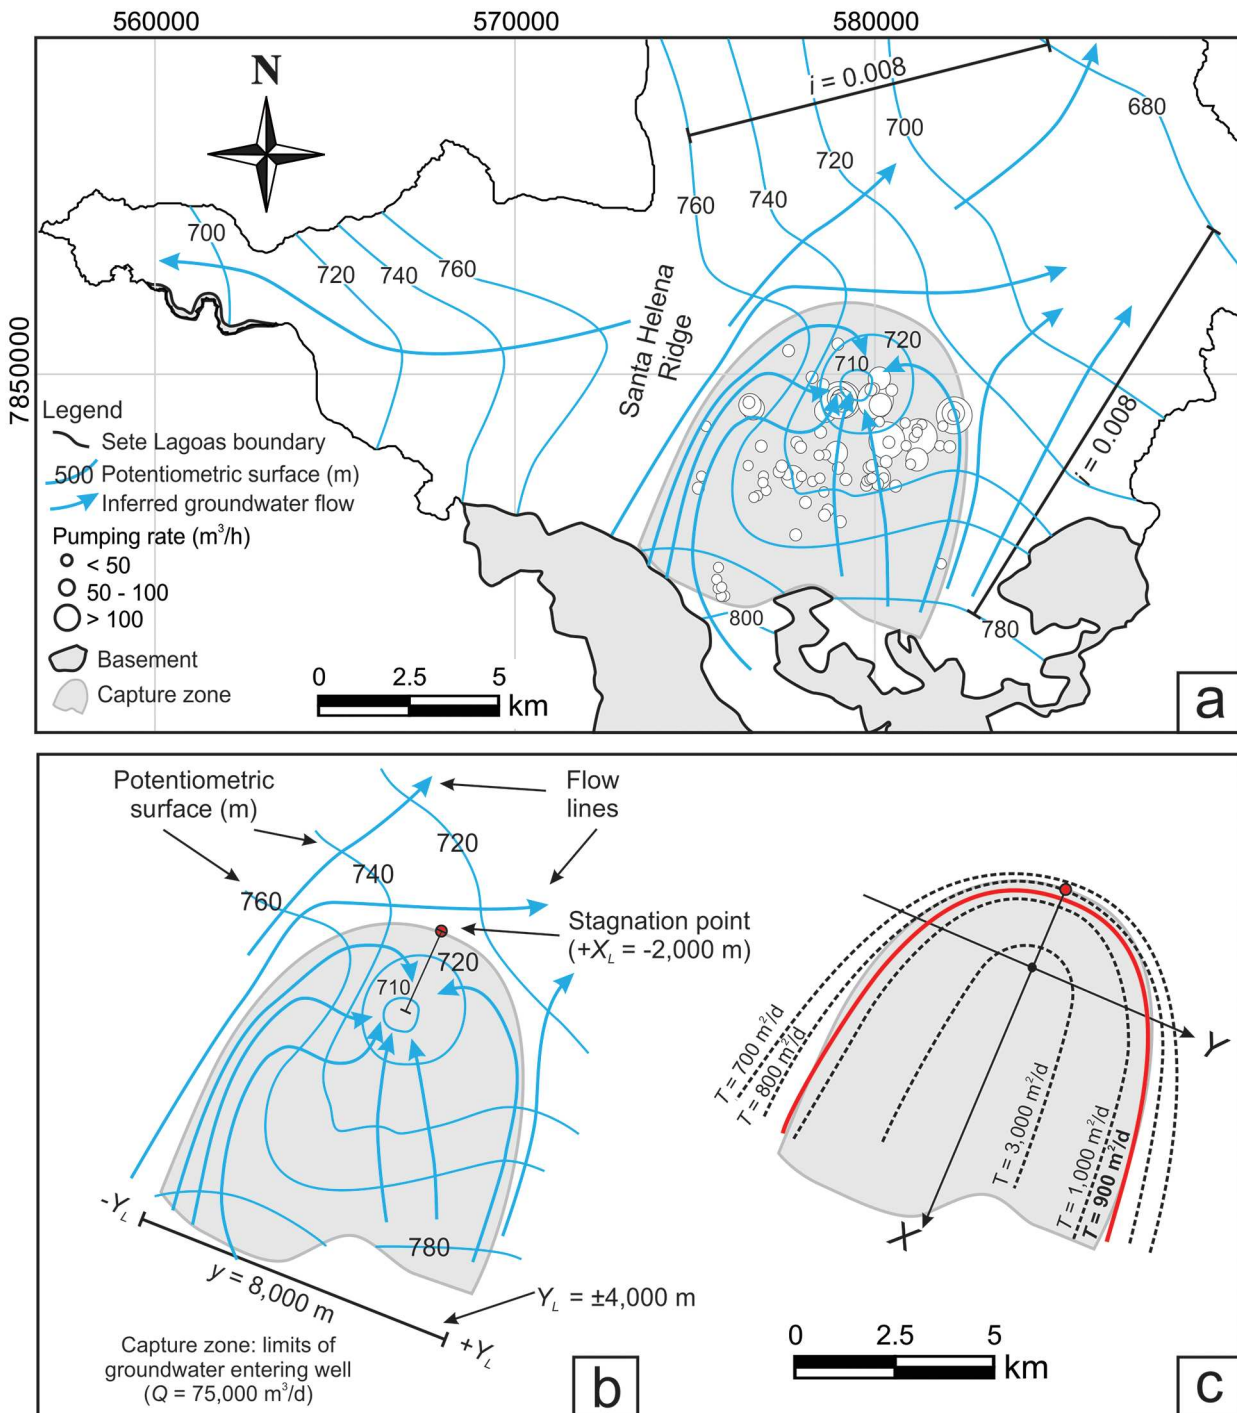 560000
570000
580000
N
i = 0.008
680
700
720
740
760
700
720
740
760
Santa Helena
Ridge
720
710
7850000
i = 0.008
Legend
Sete Lagoas boundary
500 Potentiometric surface (m)
Inferred groundwater flow
Pumping rate (m³/h)
< 50
50 - 100
> 100
Basement
Capture zone
800
780
0 2.5 5
km
a
Potentiometric
surface (m)
Flow
lines
720
740
760
Stagnation point
(+X_L = -2,000 m)
720
710
-Y_L
780
y = 8,000 m
Y_L = ±4,000 m
+Y_L
Capture zone: limits of
groundwater entering well
(Q = 75,000 m³/d)
b
T = 700 m²/d
T = 800 m²/d
T = 3,000 m²/d
T = 1,000 m²/d
T = 900 m²/d
Y
X
0 2.5 5
km
c